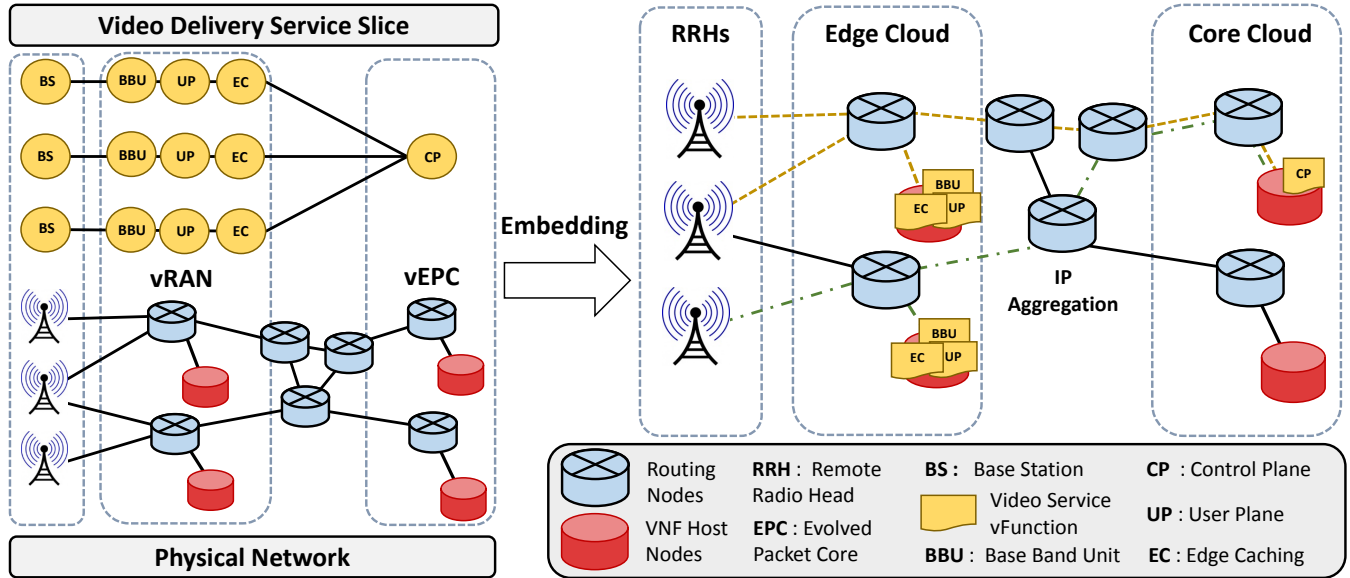 Video Delivery Service Slice
BS BBU UP EC
BS BBU UP EC CP
BS BBU UP EC
vRAN vEPC
Physical Network
Embedding
RRHs Edge Cloud Core Cloud
BBU
EC UP
CP
BBU
EC UP
IP
Aggregation
Routing
Nodes
VNF Host
Nodes
RRH : Remote
Radio Head
EPC : Evolved
Packet Core
BS : Base Station
Video Service
vFunction
BBU : Base Band Unit
CP : Control Plane
UP : User Plane
EC : Edge Caching